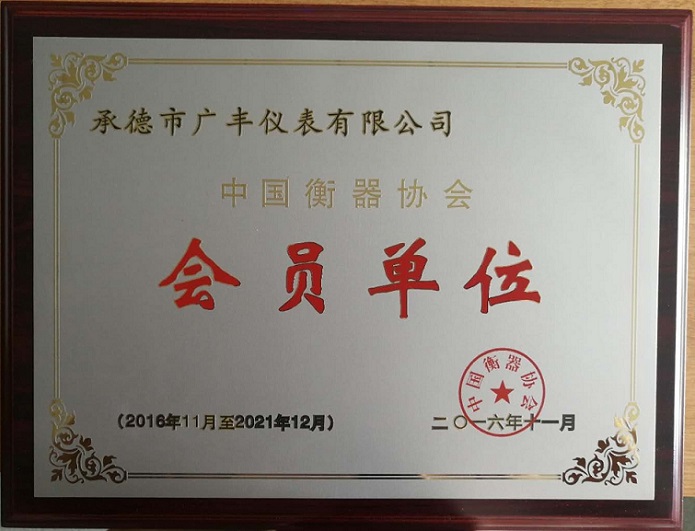 承德市广丰仪表有限公司
中国衡器协会
会员单位
中国衡器协会
（2016年11月至2021年12月）
二〇一六年十一月